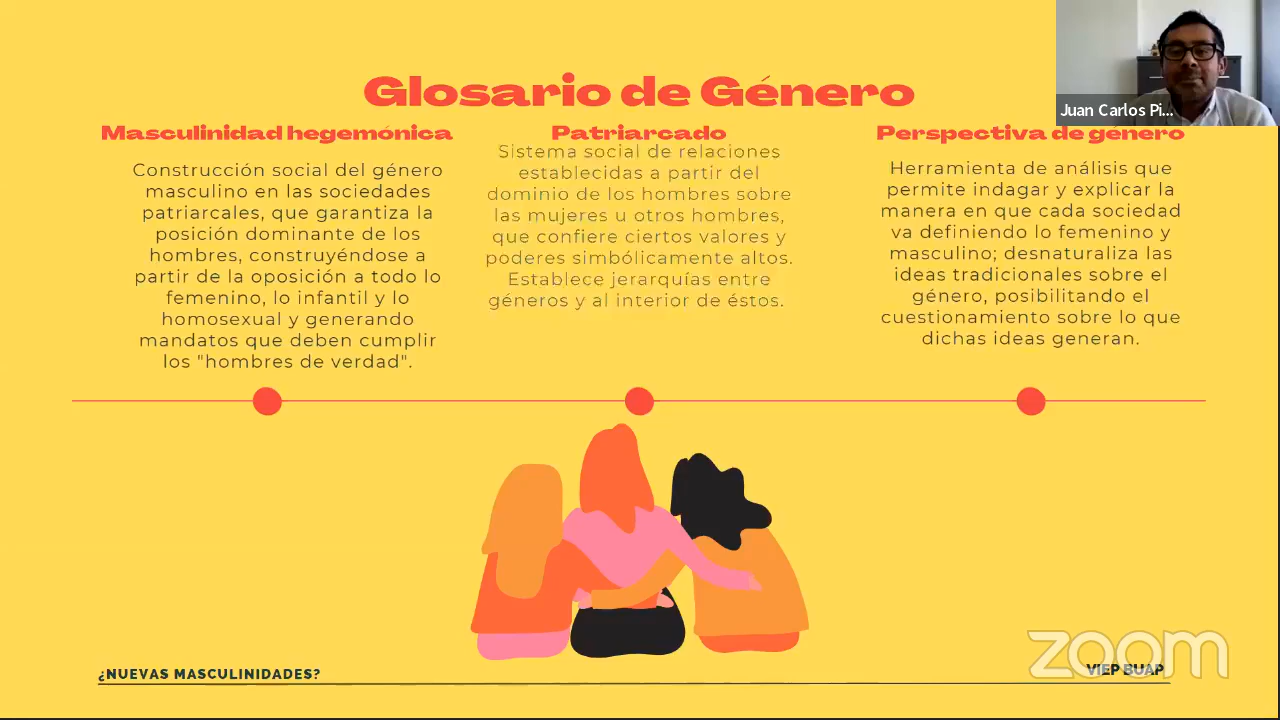 Glosario de Género
Juan Carlos Pi...
Masculinidad hegemónica
Construcción social del género
masculino en las sociedades
patriarcales, que garantiza la
posición dominante de los
hombres, construyéndose a
partir de la oposición a todo lo
femenino, lo infantil y lo
homosexual y generando
mandatos que deben cumplir
los "hombres de verdad".
Patriarcado
Sistema social de relaciones
establecidas a partir del
dominio de los hombres sobre
las mujeres u otros hombres,
que confiere ciertos valores y
poderes simbólicamente altos.
Establece jerarquías entre
géneros y al interior de éstos.
Perspectiva de género
Herramienta de análisis que
permite indagar y explicar la
manera en que cada sociedad
va definiendo lo femenino y
masculino; desnaturaliza las
ideas tradicionales sobre el
género, posibilitando el
cuestionamiento sobre lo que
dichas ideas generan.
¿NUEVAS MASCULINIDADES?
VIEP BUAP
zoom